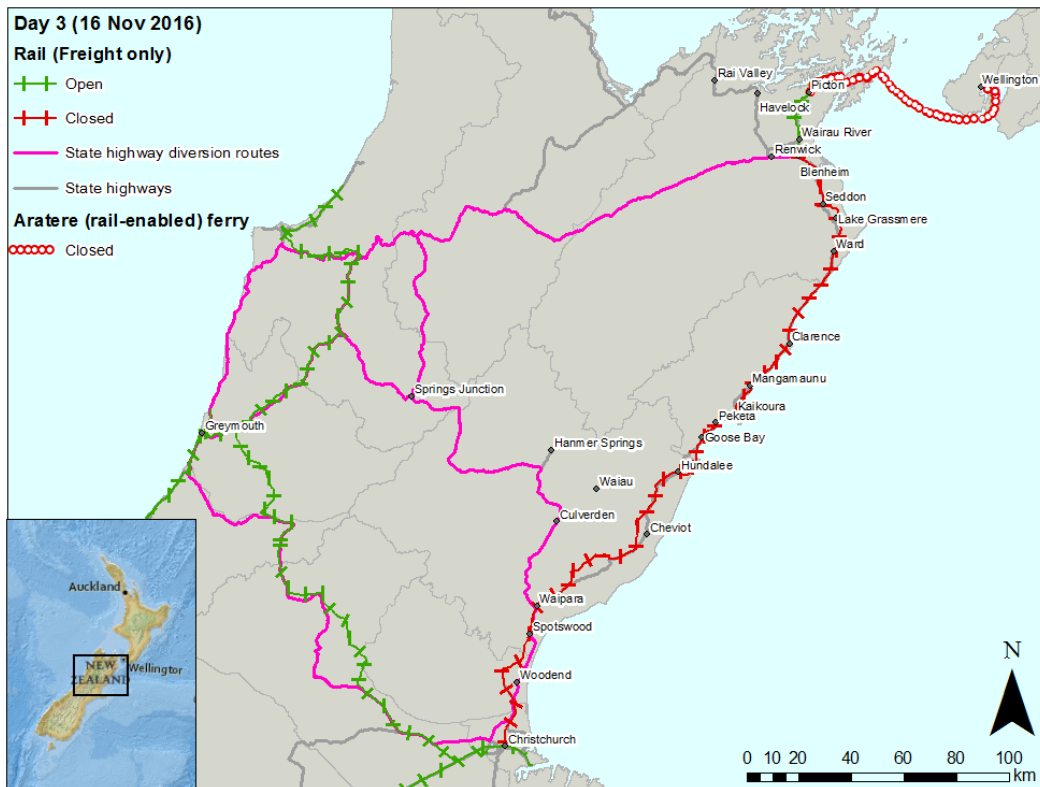 Day 3 (16 Nov 2016)
Rail (Freight only)
Open
Closed
State highway diversion routes
State highways
Aratere (rail-enabled) ferry
Closed
Rai Valley
Picton
Wellington
Havelock
Wairau River
Renwick
Blenheim
Seddon
Lake Grassmere
Ward
Clarence
Mangamaunu
Springs Junction
Kaikoura
Peketa
Greymouth
Goose Bay
Hanmer Springs
Hundalee
Waiau
Culverden
Cheviot
Waipara
Spotswood
Woodend
Christchurch
Auckland
Wellingtor
NEW
ZEALAND
N
0 10 20 40 60 80 100
km